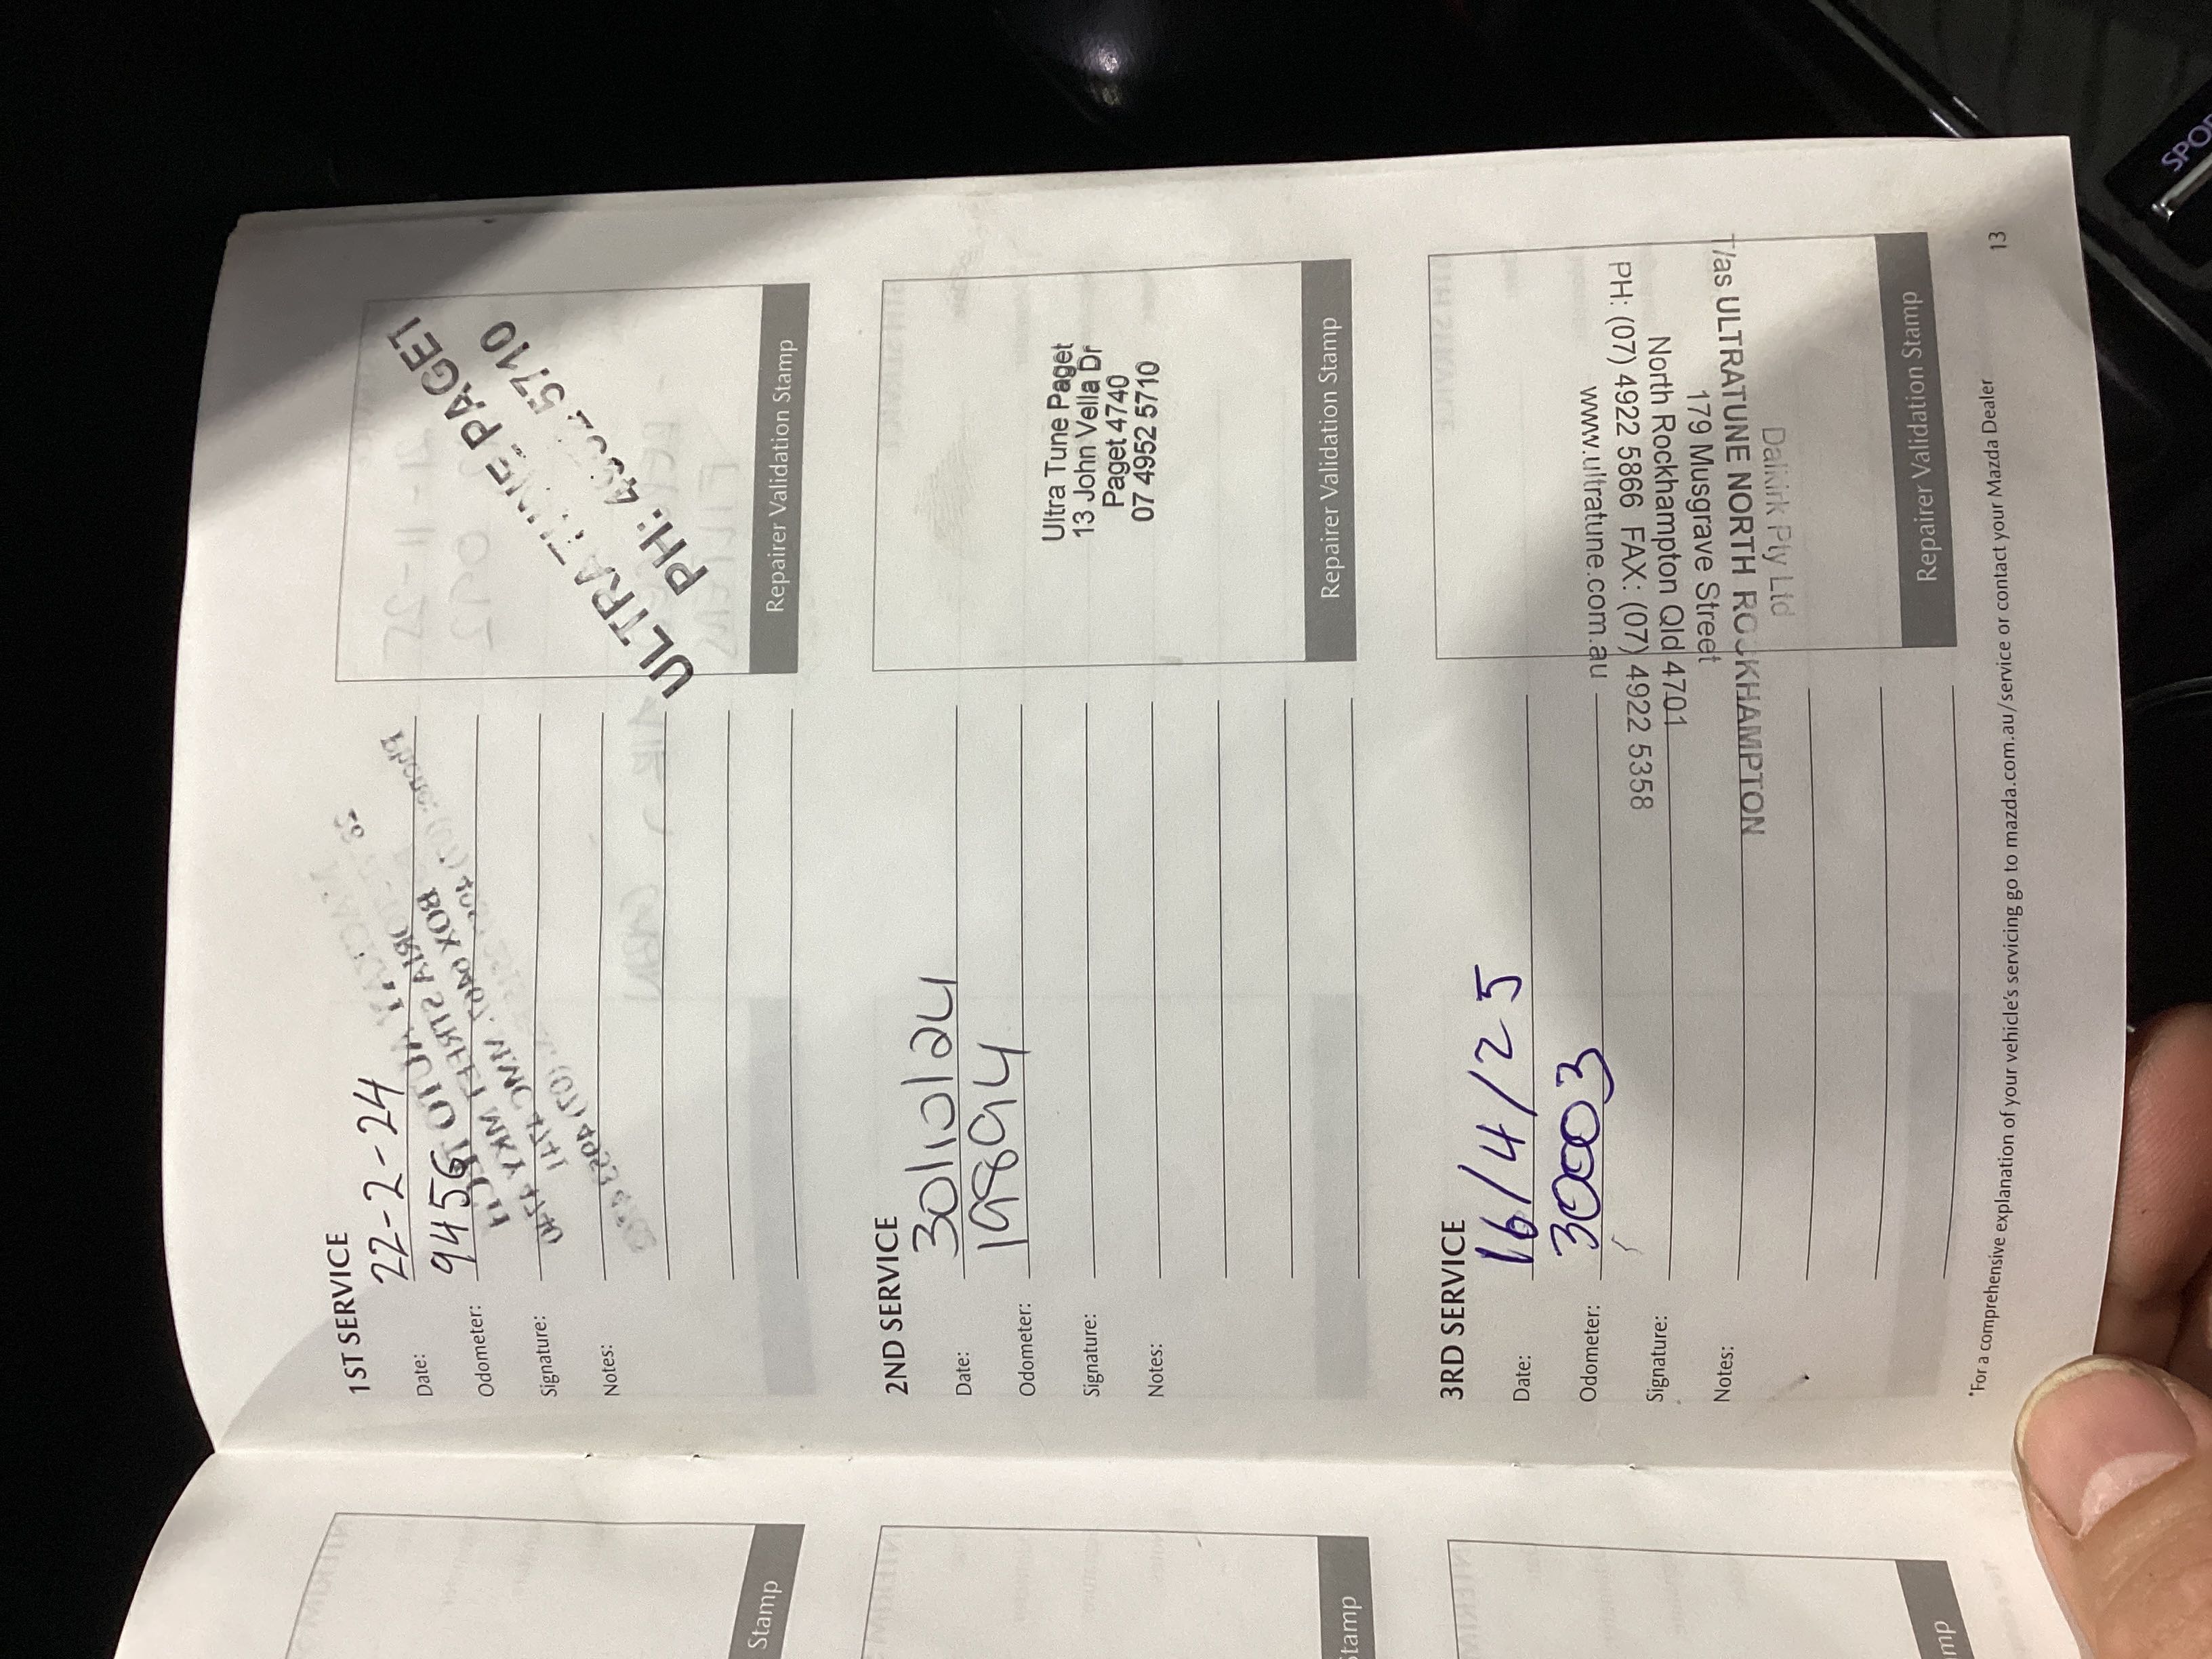 1ST SERVICE
Date: 22-2-24
Odometer: 9456
Signature:
Notes:
ULTRA TUNE PAGET
PH: 5710
Repairer Validation Stamp
2ND SERVICE
Date: 30/10/24
Odometer: 19894
Signature:
Notes:
Ultra Tune Paget
13 John Vella Dr
Paget 4740
07 4952 5710
Repairer Validation Stamp
3RD SERVICE
Date: 16/4/25
Odometer: 30003
Signature:
Notes:
www.ultratune.com.au
PH: (07) 4922 5866 FAX: (07) 4922 5358
North Rockhampton Qld 4701
179 Musgrave Street
T/as ULTRATUNE NORTH ROCKHAMPTON
Dalkirk Pty Ltd
Repairer Validation Stamp
*For a comprehensive explanation of your vehicle's servicing go to mazda.com.au/service or contact your Mazda Dealer
13
Stamp
Stamp
SPO